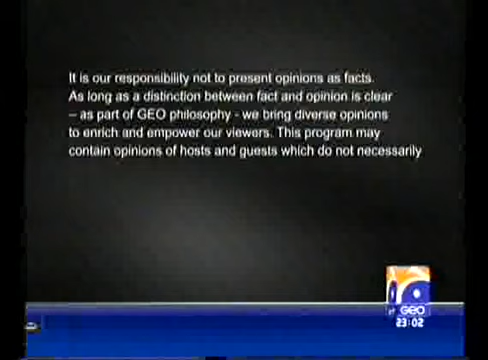 It is our responsibility not to present opinions as facts.
As long as a distinction between fact and opinion is clear
– as part of GEO philosophy - we bring diverse opinions
to enrich and empower our viewers. This program may
contain opinions of hosts and guests which do not necessarily
GEO
23:02